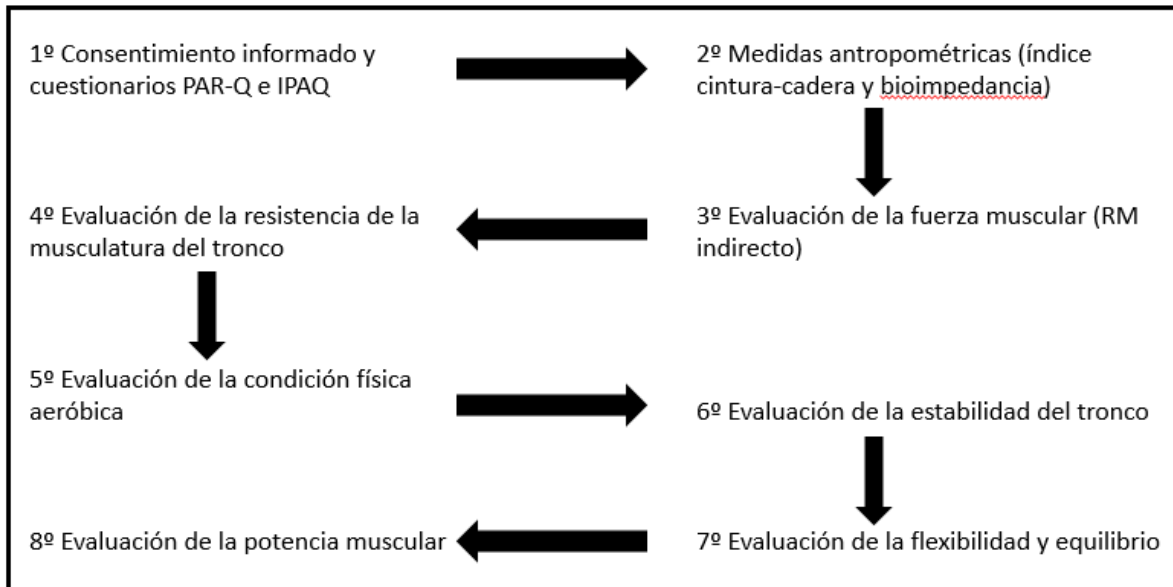 1º Consentimiento informado y
cuestionarios PAR-Q e IPAQ
2º Medidas antropométricas (índice
cintura-cadera y bioimpedancia)
3º Evaluación de la fuerza muscular (RM
indirecto)
4º Evaluación de la resistencia de la
musculatura del tronco
5º Evaluación de la condición física
aeróbica
6º Evaluación de la estabilidad del tronco
7º Evaluación de la flexibilidad y equilibrio
8º Evaluación de la potencia muscular